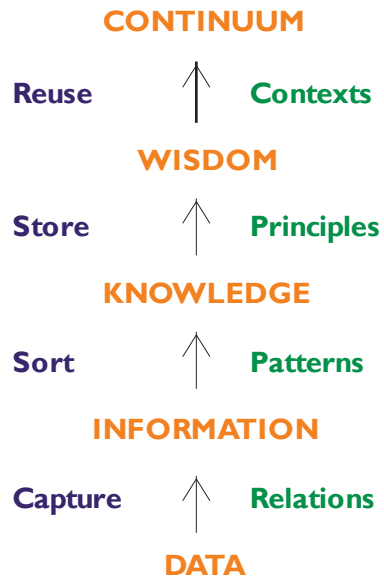 CONTINUUM
Reuse Contexts
WISDOM
Store Principles
KNOWLEDGE
Sort Patterns
INFORMATION
Capture Relations
DATA